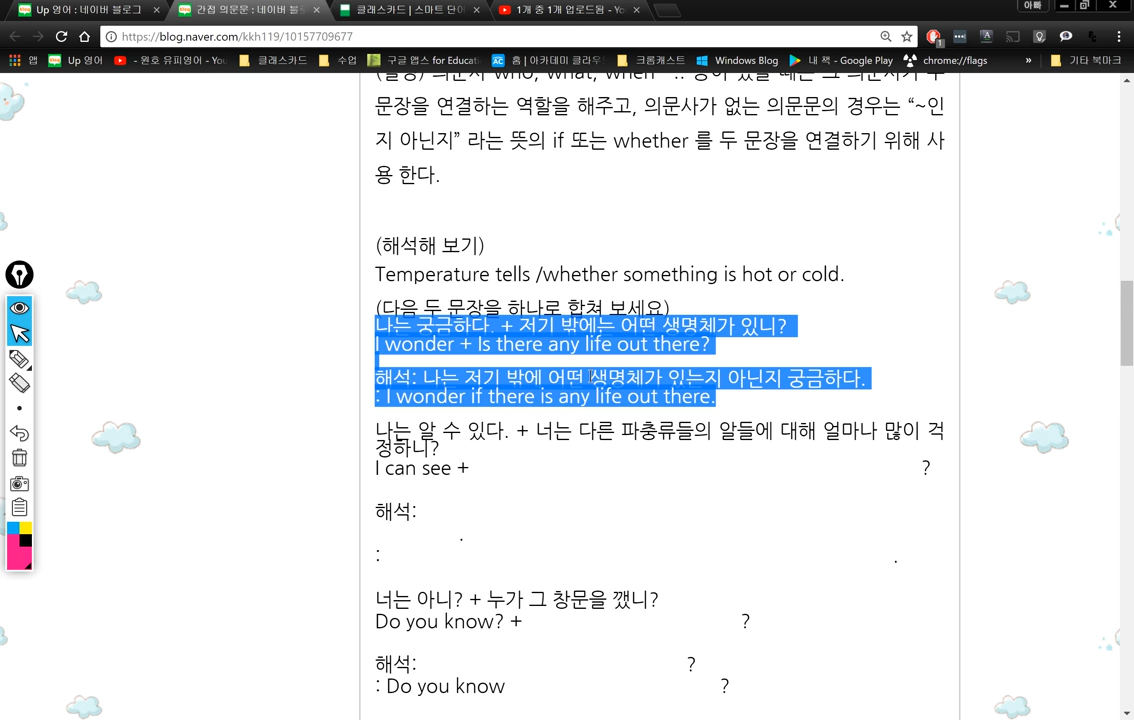 Up 영어 : 네이버 블로그
간접 의문문 : 네이버 블
클래스카드 | 스마트 단어
1개 중 1개 업로드됨 - Yo
아빠
https://blog.naver.com/kkh119/10157709677
앱
Up 영어
- 원호 유피영어 - You
클래스카드
수업
구글 앱스 for Educati
홈 | 아카데미 클라우
크롬캐스트
Windows Blog
내 책 - Google Play
chrome://flags
»
기타 북마크
문장을 연결하는 역할을 해주고, 의문사가 없는 의문문의 경우는 “~인
지 아닌지” 라는 뜻의 if 또는 whether 를 두 문장을 연결하기 위해 사
용 한다.
(해석해 보기)
Temperature tells /whether something is hot or cold.
(다음 두 문장을 하나로 합쳐 보세요)
나는 궁금하다. + 저기 밖에는 어떤 생명체가 있니?
I wonder + Is there any life out there?
해석: 나는 저기 밖에 어떤 생명체가 있는지 아닌지 궁금하다.
: I wonder if there is any life out there.
나는 알 수 있다. + 너는 다른 파충류들의 알들에 대해 얼마나 많이 걱
정하니?
I can see + ?
해석:
.
: .
너는 아니? + 누가 그 창문을 깼니?
Do you know? + ?
해석: ?
: Do you know ?